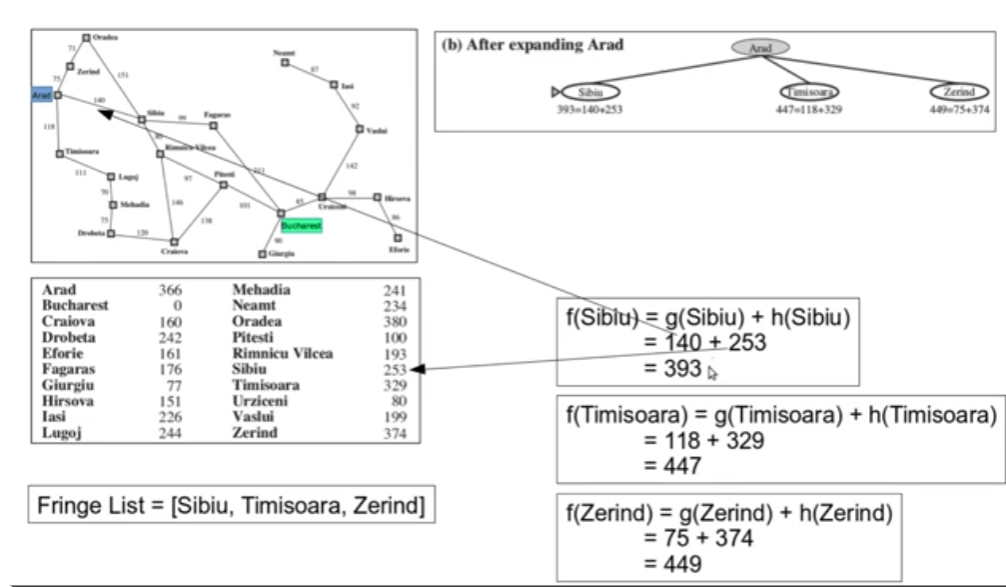 Oradea
71
Neamt
Zerind
87
75
151
Iasi
Arad
140
92
Sibiu
99
Fagaras
118
Vaslui
80
Timisoara
Rimnicu Vilcea
111
Lugoj
97
Pitesti
211
142
70
98
Hirsova
Mehadia
146
101
85
Urziceni
75
138
86
Drobeta
120
Bucharest
90
Craiova
Giurgiu
Eforie
(b) After expanding Arad
Arad
Sibiu Timisoara Zerind
393=140+253 447=118+329 449=75+374
Arad 366 Mehadia 241
Bucharest 0 Neamt 234
Craiova 160 Oradea 380
Drobeta 242 Pitesti 100
Eforie 161 Rimnicu Vilcea 193
Fagaras 176 Sibiu 253
Giurgiu 77 Timisoara 329
Hirsova 151 Urziceni 80
Iasi 226 Vaslui 199
Lugoj 244 Zerind 374
Fringe List = [Sibiu, Timisoara, Zerind]
f(Sibiu) = g(Sibiu) + h(Sibiu)
= 140 + 253
= 393
f(Timisoara) = g(Timisoara) + h(Timisoara)
= 118 + 329
= 447
f(Zerind) = g(Zerind) + h(Zerind)
= 75 + 374
= 449